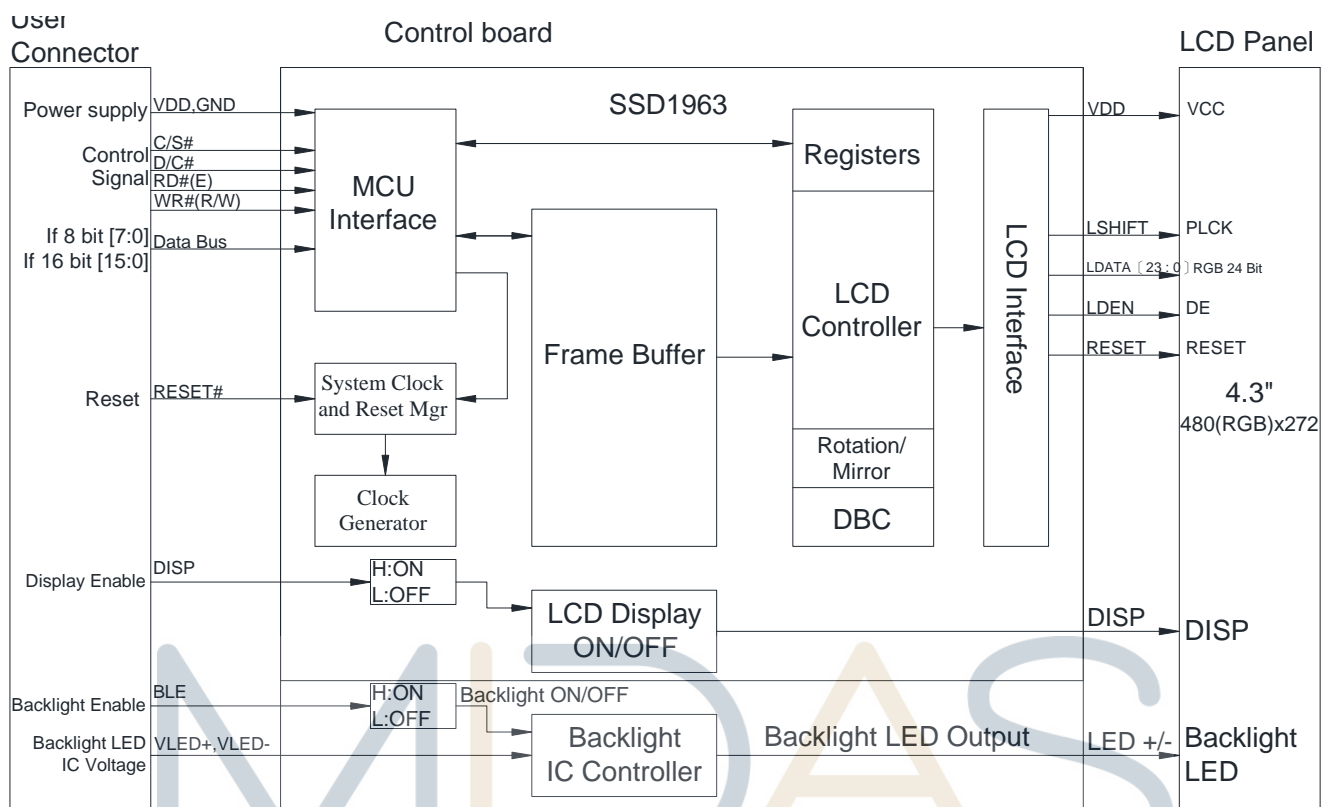 User
Connector
Control board
LCD Panel
Power supply
VDD,GND
Control
Signal
C/S#
D/C#
RD#(E)
WR#(R/W)
If 8 bit [7:0]
If 16 bit [15:0]
Data Bus
Reset
RESET#
Display Enable
DISP
Backlight Enable
BLE
Backlight LED
IC Voltage
VLED+,VLED-
SSD1963
MCU
Interface
System Clock
and Reset Mgr
Clock
Generator
Frame Buffer
Registers
LCD
Controller
Rotation/
Mirror
DBC
LCD Interface
H:ON
L:OFF
LCD Display
ON/OFF
H:ON
L:OFF
Backlight ON/OFF
Backlight
IC Controller
Backlight LED Output
VDD
VCC
LSHIFT
PLCK
LDATA〔23:0〕RGB 24 Bit
LDEN
DE
RESET
RESET
4.3"
480(RGB)x272
DISP
DISP
LED +/-
Backlight
LED
MIDAS